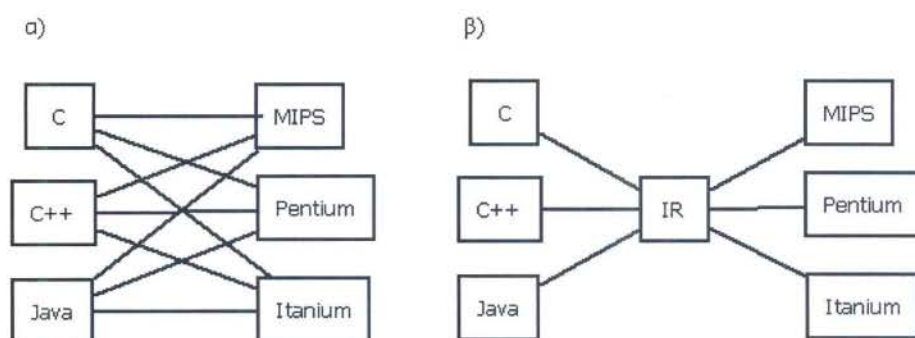 α)
C
MIPS
C++
Pentium
Java
Itanium
β)
C
MIPS
C++
IR
Pentium
Java
Itanium